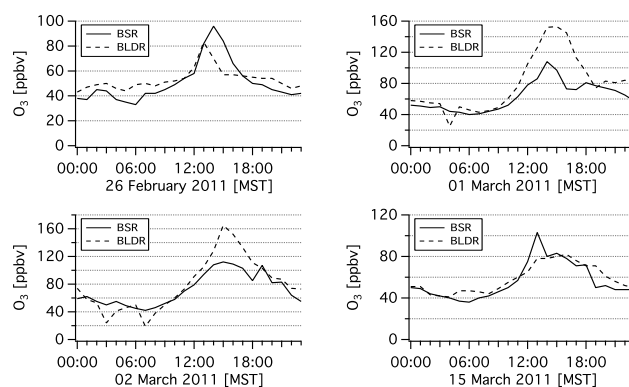 100
80
60
40
20
0
O3 [ppbv]
BSR
BLDR
00:00 06:00 12:00 18:00
26 February 2011 [MST]
160
120
80
40
0
O3 [ppbv]
BSR
BLDR
00:00 06:00 12:00 18:00
01 March 2011 [MST]
160
120
80
40
0
O3 [ppbv]
BSR
BLDR
00:00 06:00 12:00 18:00
02 March 2011 [MST]
120
80
40
0
O3 [ppbv]
BSR
BLDR
00:00 06:00 12:00 18:00
15 March 2011 [MST]